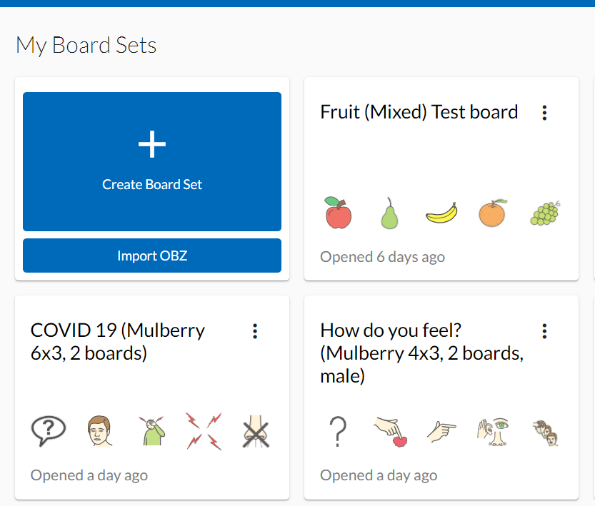 My Board Sets
Create Board Set
Import OBZ
Fruit (Mixed) Test board
Opened 6 days ago
COVID 19 (Mulberry
6x3, 2 boards)
?
Opened a day ago
How do you feel?
(Mulberry 4x3, 2 boards,
male)
?
Opened a day ago